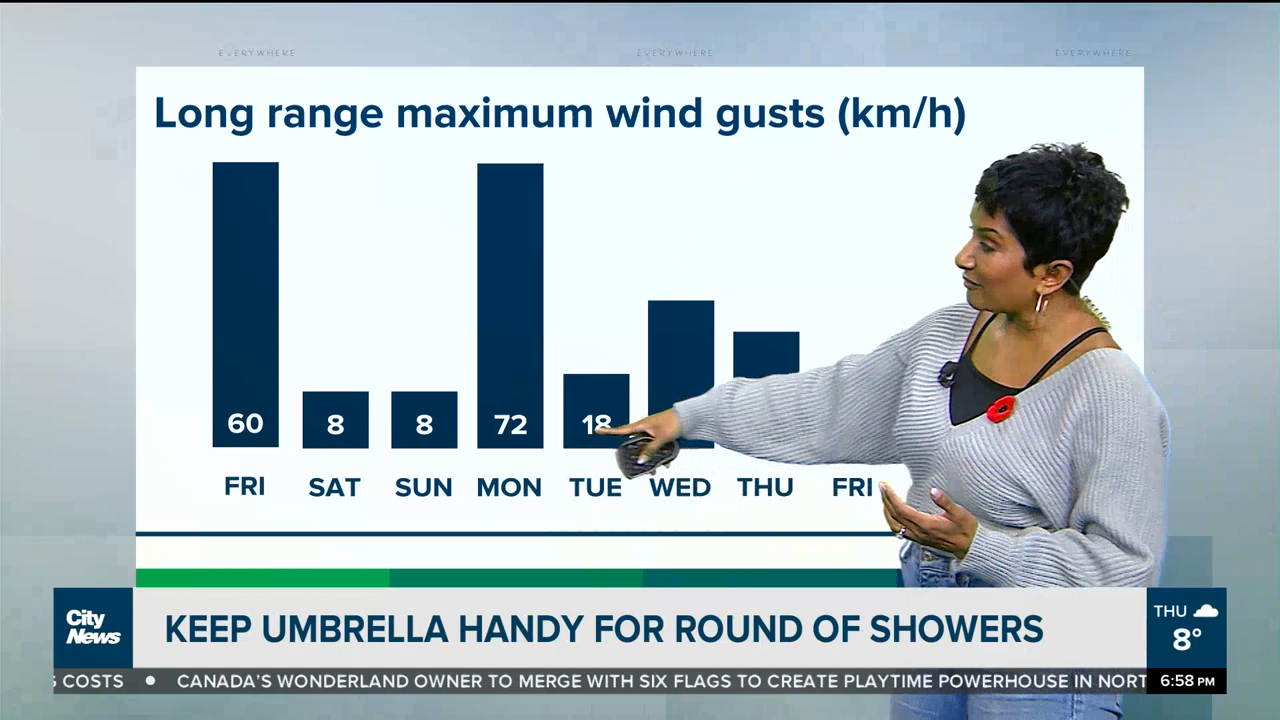 EVERYWHERE EVERYWHERE EVERYWHERE
Long range maximum wind gusts (km/h)
60 8 8 72 18
FRI SAT SUN MON TUE WED THU FRI
City
News
KEEP UMBRELLA HANDY FOR ROUND OF SHOWERS
THU
8°
COSTS • CANADA'S WONDERLAND OWNER TO MERGE WITH SIX FLAGS TO CREATE PLAYTIME POWERHOUSE IN NORT
6:58 PM